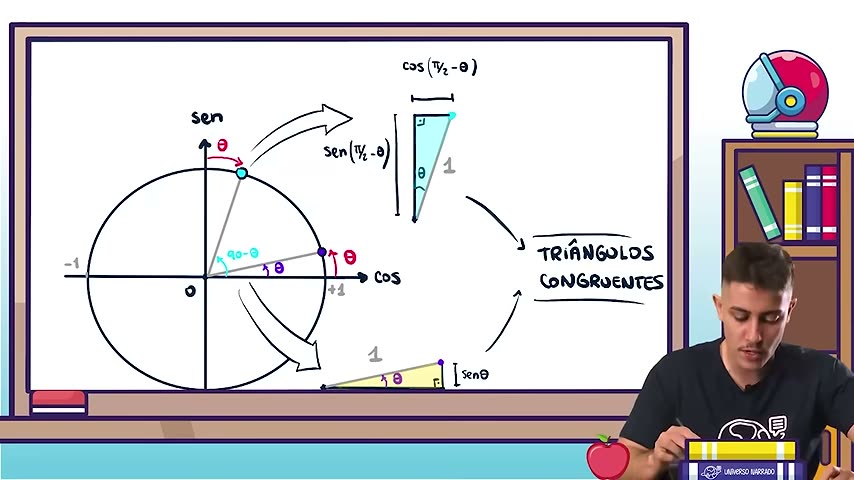 cos(π/2-θ)
sen
θ
sen(π/2-θ)
θ
1
90-θ
θ
θ
-1
0
+1
cos
TRIÂNGULOS
CONGRUENTES
1
θ
senθ
UNIVERSO NARRADO